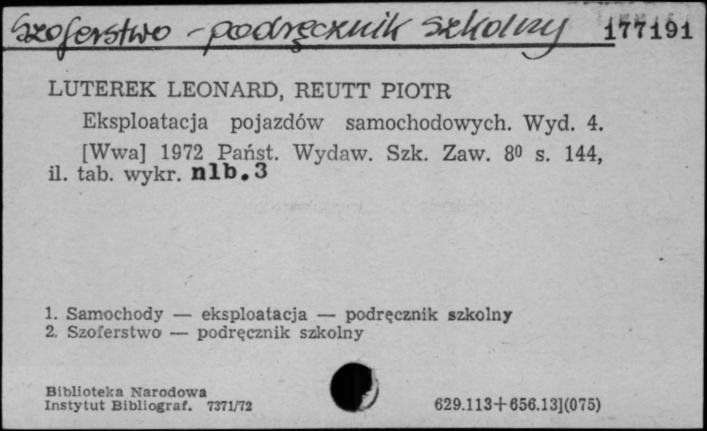 Szoferstwo - podręcznik szkolny 177191
LUTEREK LEONARD, REUTT PIOTR
Eksploatacja pojazdów samochodowych. Wyd. 4.
[Wwa] 1972 Państ. Wydaw. Szk. Zaw. 8⁰ s. 144,
il. tab. wykr. nlb. 3
1. Samochody — eksploatacja — podręcznik szkolny
2. Szoferstwo — podręcznik szkolny
Biblioteka Narodowa
Instytut Bibliograf. 7371/72
629.113+656.13](075)